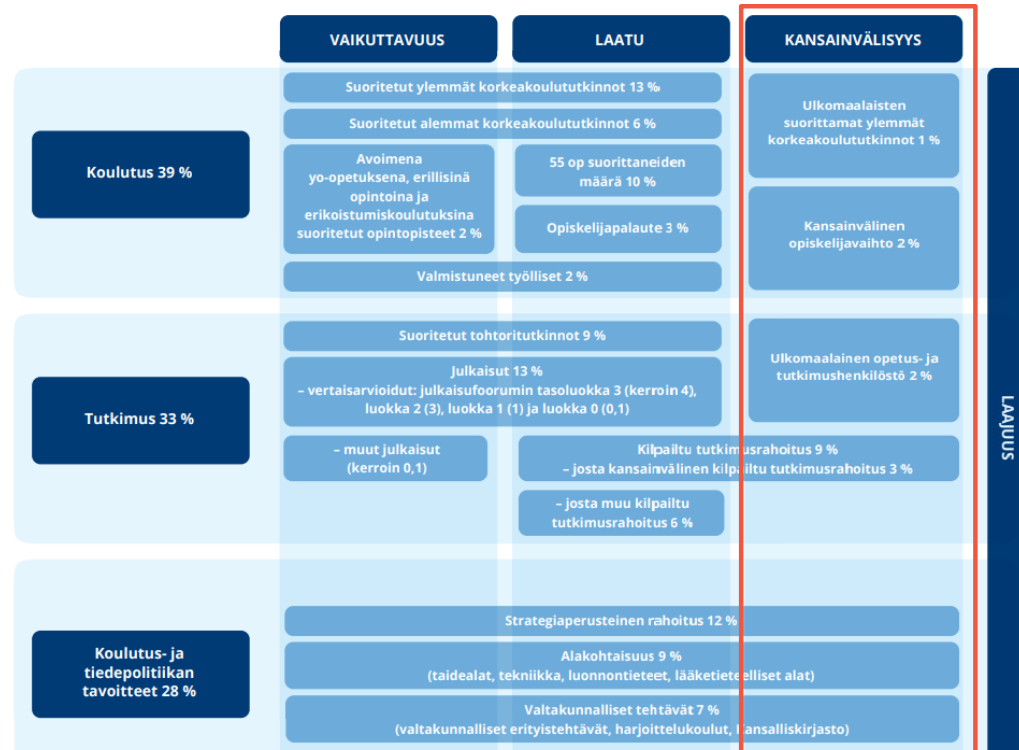 VAIKUTTAVUUS
LAATU
KANSAINVÄLISYYS
Koulutus 39 %
Suoritetut ylemmät korkeakoulututkinnot 13 %
Suoritetut alemmat korkeakoulututkinnot 6 %
Avoimena
yo-opetuksena, erillisinä
opintoina ja
erikoistumiskoulutuksina
suoritetut opintopisteet 2 %
55 op suorittaneiden
määrä 10 %
Opiskelijapalaute 3 %
Valmistuneet työlliset 2 %
Ulkomaalaisten
suorittamat ylemmät
korkeakoulututkinnot 1 %
Kansainvälinen
opiskelijavaihto 2 %
Tutkimus 33 %
Suoritetut tohtoritutkinnot 9 %
Julkaisut 13 %
– vertaisarvioidut: julkaisufoorumin tasoluokka 3 (kerroin 4),
luokka 2 (3), luokka 1 (1) ja luokka 0 (0,1)
– muut julkaisut
(kerroin 0,1)
Ulkomaalainen opetus- ja
tutkimushenkilöstö 2 %
Kilpailtu tutkimusrahoitus 9 %
– josta kansainvälinen kilpailtu tutkimusrahoitus 3 %
– josta muu kilpailtu
tutkimusrahoitus 6 %
Koulutus- ja
tiedepolitiikan
tavoitteet 28 %
Strategiaperusteinen rahoitus 12 %
Alakohtaisuus 9 %
(taidealat, tekniikka, luonnontieteet, lääketieteelliset alat)
Valtakunnalliset tehtävät 7 %
(valtakunnalliset erityistehtävät, harjoittelukoulut, Kansalliskirjasto)
LAAJUUS